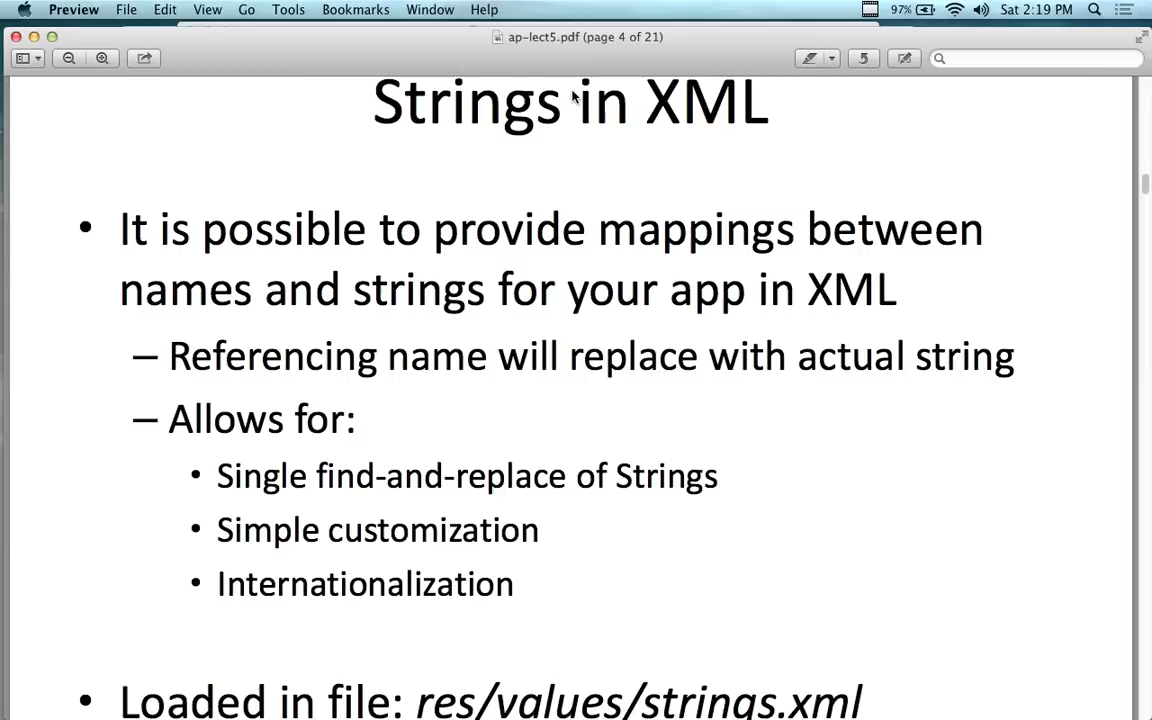 Preview File Edit View Go Tools Bookmarks Window Help 97% Sat 2:19 PM
ap-lect5.pdf (page 4 of 21)
Strings in XML
• It is possible to provide mappings between
names and strings for your app in XML
– Referencing name will replace with actual string
– Allows for:
• Single find-and-replace of Strings
• Simple customization
• Internationalization
• Loaded in file: res/values/strings.xml